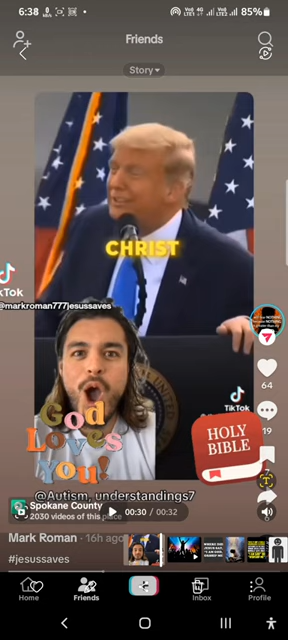 6:38
85%
Friends
Story
CHRIST
TikTok
@markroman777jesussaves
God
Loves
You!
TikTok
HOLY
BIBLE
64
19
@Autism, understandings7
Spokane County
2030 videos of this place
00:30 / 00:32
Mark Roman · 16h ago
#jesussaves
Home
Friends
Inbox
Profile